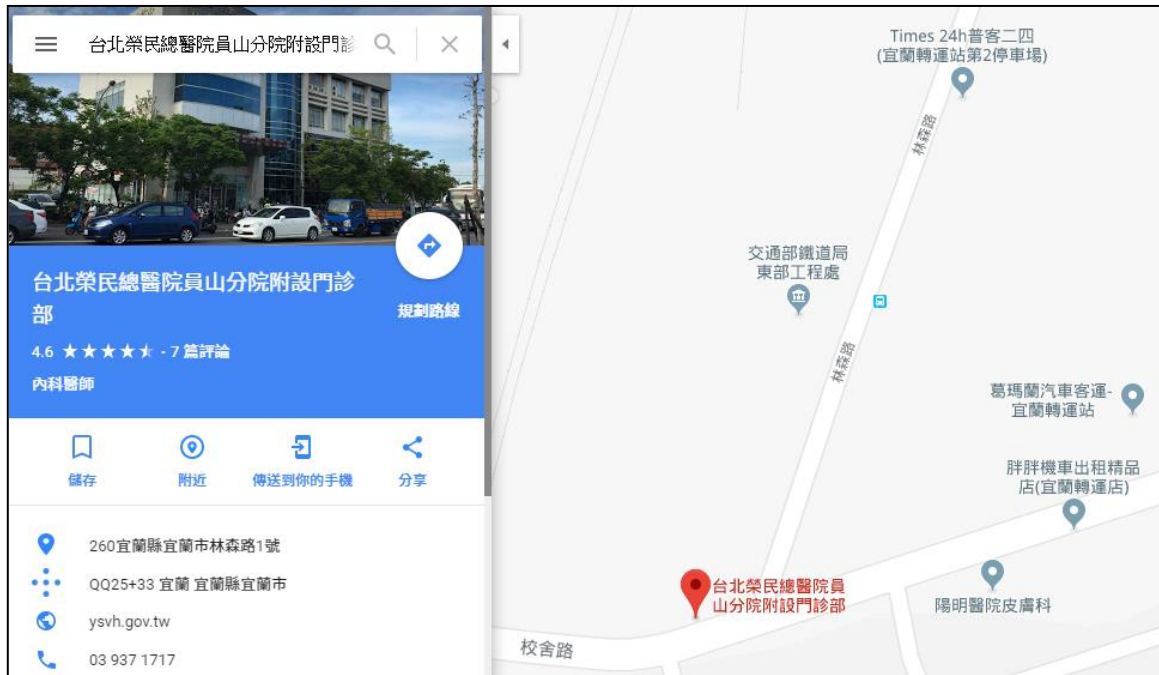 台北榮民總醫院員山分院附設門診
台北榮民總醫院員山分院附設門診
部
規劃路線
4.6 ★★★★★ - 7 篇評論
內科醫師
儲存
附近
傳送到你的手機
分享
260宜蘭縣宜蘭市林森路1號
QQ25+33 宜蘭 宜蘭縣宜蘭市
ysvh.gov.tw
03 937 1717
Times 24h普客二四
(宜蘭轉運站第2停車場)
林森路
交通部鐵道局
東部工程處
林森路
葛瑪蘭汽車客運-
宜蘭轉運站
胖胖機車出租精品
店(宜蘭轉運店)
台北榮民總醫院員
山分院附設門診部
陽明醫院皮膚科
校舍路